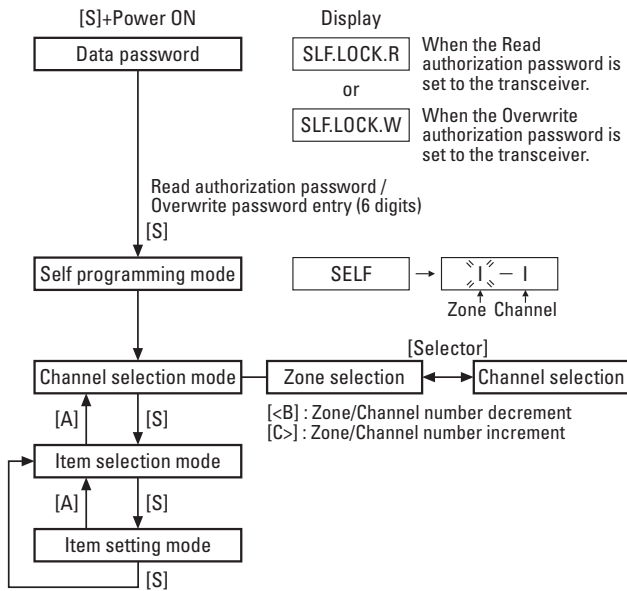 [S]+Power ON
Display
Data password
SLF.LOCK.R
When the Read
authorization password is
set to the transceiver.
or
SLF.LOCK.W
When the Overwrite
authorization password is
set to the transceiver.
Read authorization password /
Overwrite password entry (6 digits)
[S]
Self programming mode
SELF
I – I
Zone Channel
[Selector]
Channel selection mode
Zone selection
Channel selection
[<B] : Zone/Channel number decrement
[C>] : Zone/Channel number increment
[A]
[S]
Item selection mode
[A]
[S]
Item setting mode
[S]